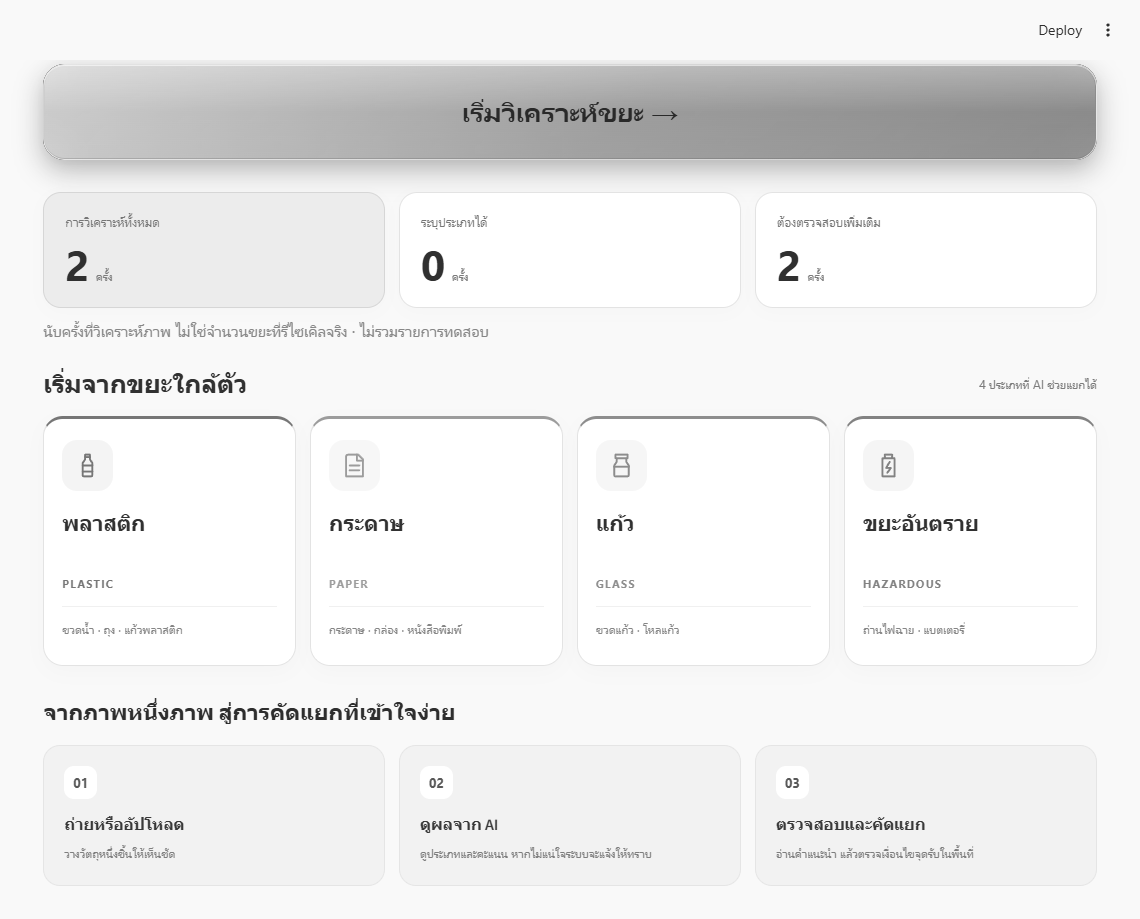 Deploy
เริ่มวิเคราะห์ขยะ →
การวิเคราะห์ทั้งหมด
2 ครั้ง
ระบุประเภทได้
0 ครั้ง
ต้องตรวจสอบเพิ่มเติม
2 ครั้ง
นับครั้งที่วิเคราะห์ภาพ ไม่ใช่จำนวนขยะที่รีไซเคิลจริง · ไม่รวมรายการทดสอบ
เริ่มจากขยะใกล้ตัว
4 ประเภทที่ AI ช่วยแยกได้
พลาสติก
PLASTIC
ขวดน้ำ · ถุง · แก้วพลาสติก
กระดาษ
PAPER
กระดาษ · กล่อง · หนังสือพิมพ์
แก้ว
GLASS
ขวดแก้ว · โหลแก้ว
ขยะอันตราย
HAZARDOUS
ถ่านไฟฉาย · แบตเตอรี่
จากภาพหนึ่งภาพ สู่การคัดแยกที่เข้าใจง่าย
01
ถ่ายหรืออัปโหลด
วางวัตถุหนึ่งชิ้นให้เห็นชัด
02
ดูผลจาก AI
ดูประเภทและคะแนน หากไม่แน่ใจระบบจะแจ้งให้ทราบ
03
ตรวจสอบและคัดแยก
อ่านคำแนะนำ แล้วตรวจเงื่อนไขจุดรับในพื้นที่